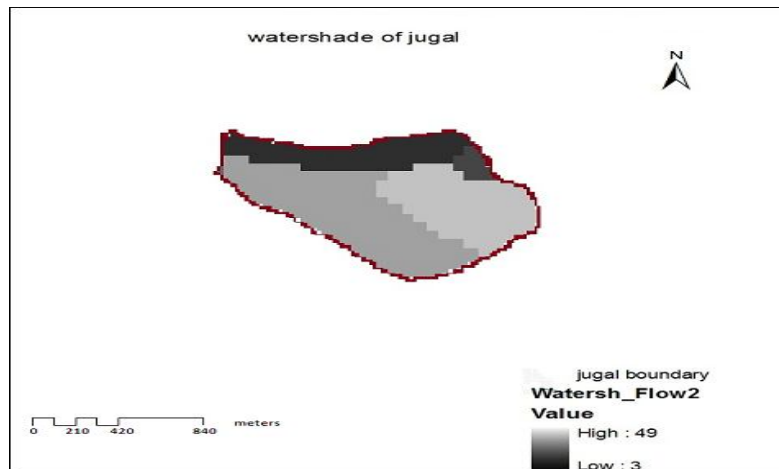 watershade of jugal
N
jugal boundary
Watersh_Flow2
Value
High : 49
Low : 3
0 210 420 840 meters